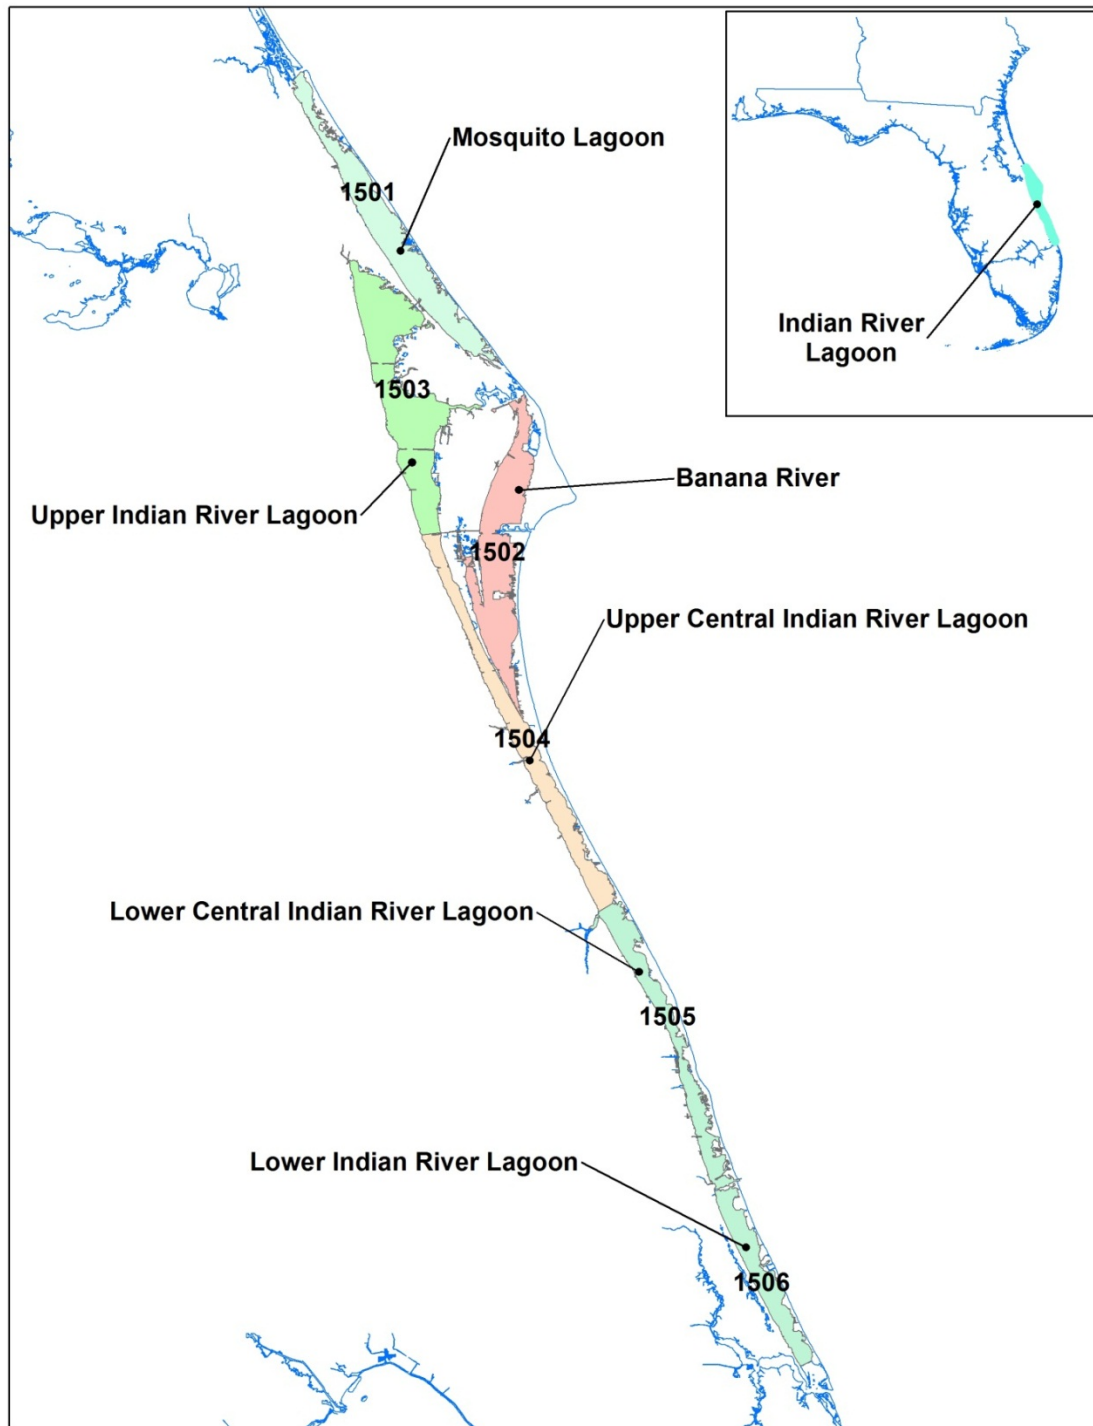 Mosquito Lagoon
1501
Indian River
Lagoon
1503
Banana River
Upper Indian River Lagoon
1502
Upper Central Indian River Lagoon
1504
Lower Central Indian River Lagoon
1505
Lower Indian River Lagoon
1506